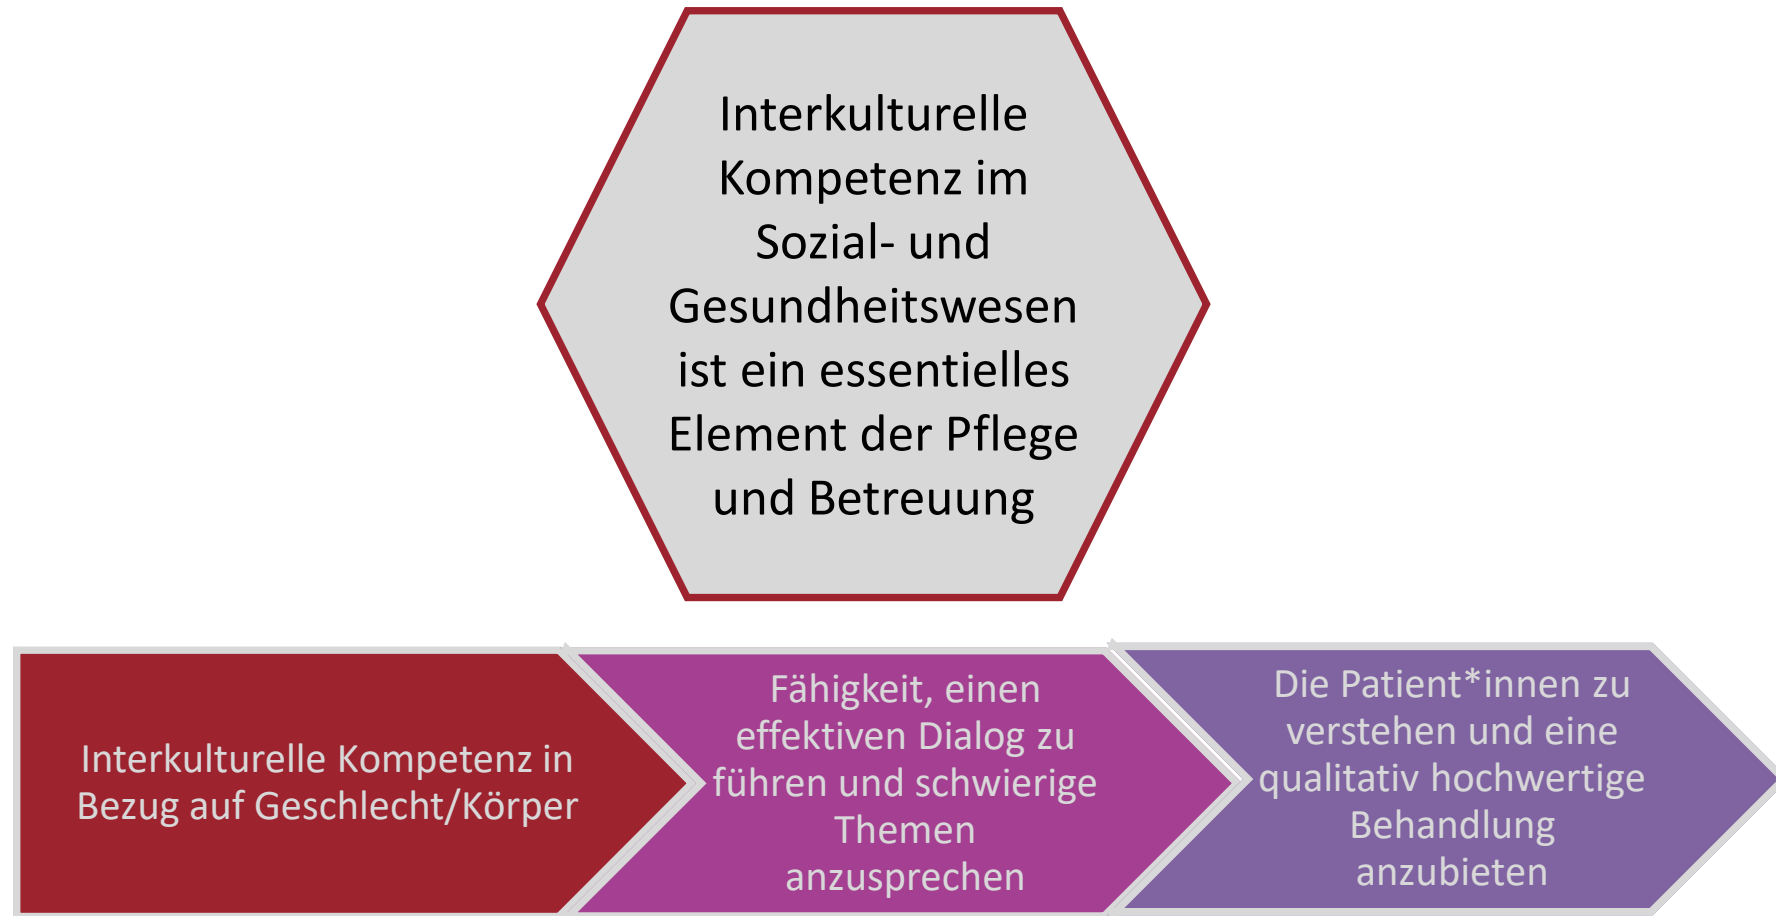 Interkulturelle
Kompetenz im
Sozial- und
Gesundheitswesen
ist ein essentielles
Element der Pflege
und Betreuung
Interkulturelle Kompetenz in
Bezug auf Geschlecht/Körper
Fähigkeit, einen
effektiven Dialog zu
führen und schwierige
Themen
anzusprechen
Die Patient*innen zu
verstehen und eine
qualitativ hochwertige
Behandlung
anzubieten